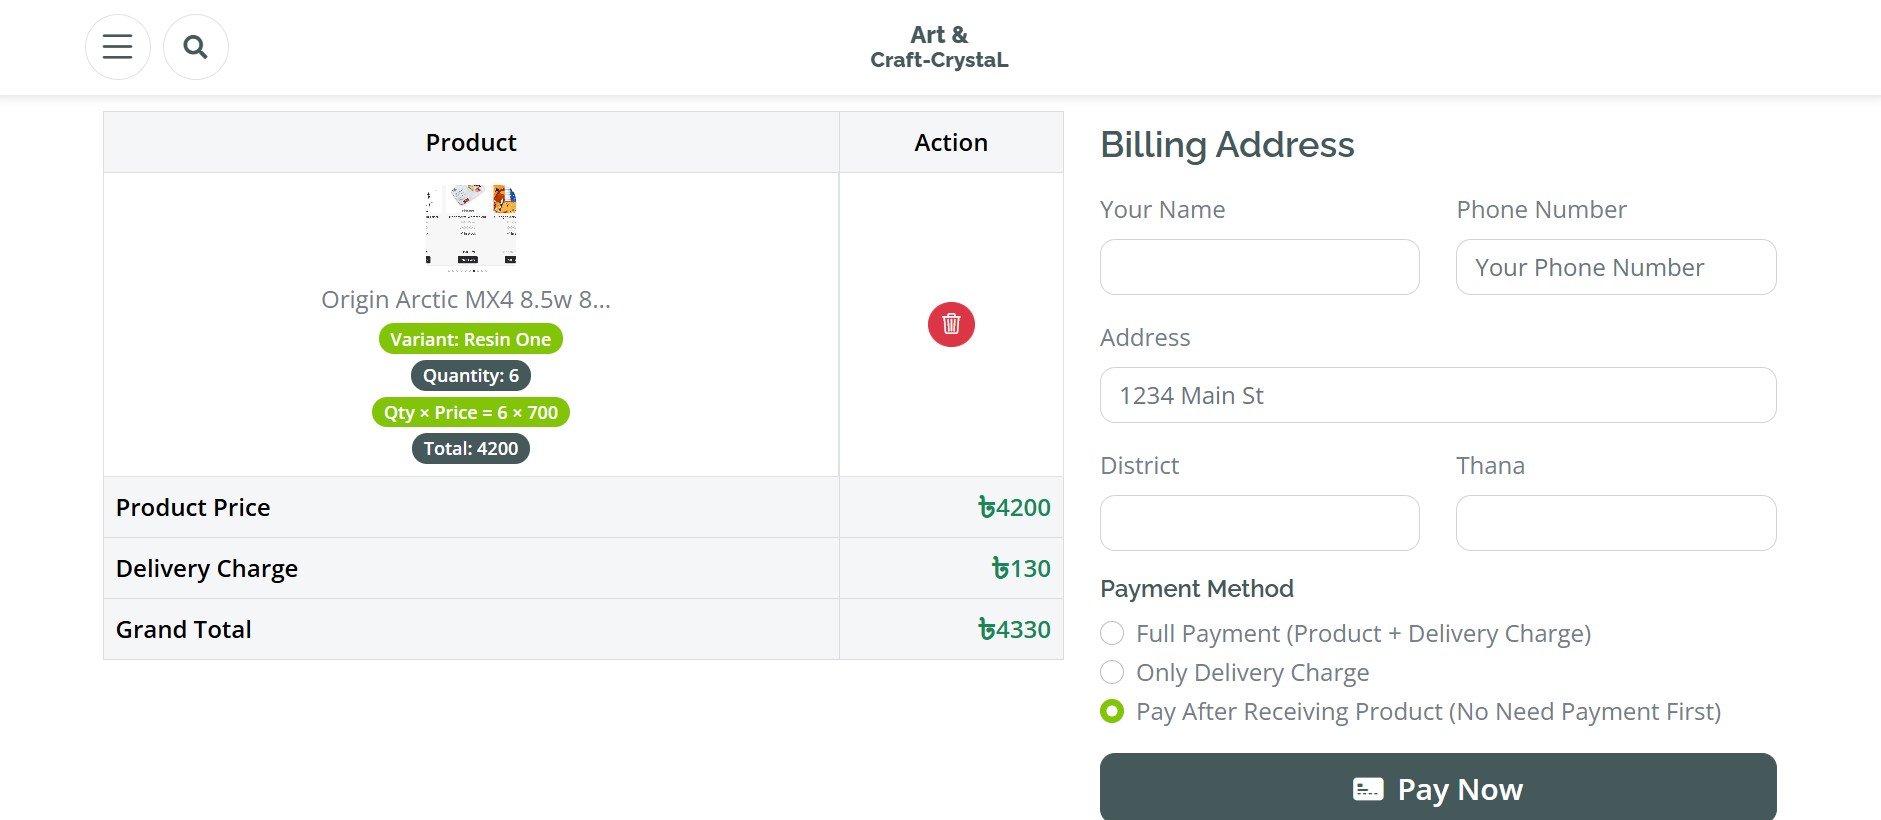 Art &
Craft-CrystaL
Product
Action
Origin Arctic MX4 8.5w 8...
Variant: Resin One
Quantity: 6
Qty × Price = 6 × 700
Total: 4200
Product Price
৳4200
Delivery Charge
৳130
Grand Total
৳4330
Billing Address
Your Name
Phone Number
Your Phone Number
Address
1234 Main St
District
Thana
Payment Method
Full Payment (Product + Delivery Charge)
Only Delivery Charge
Pay After Receiving Product (No Need Payment First)
Pay Now